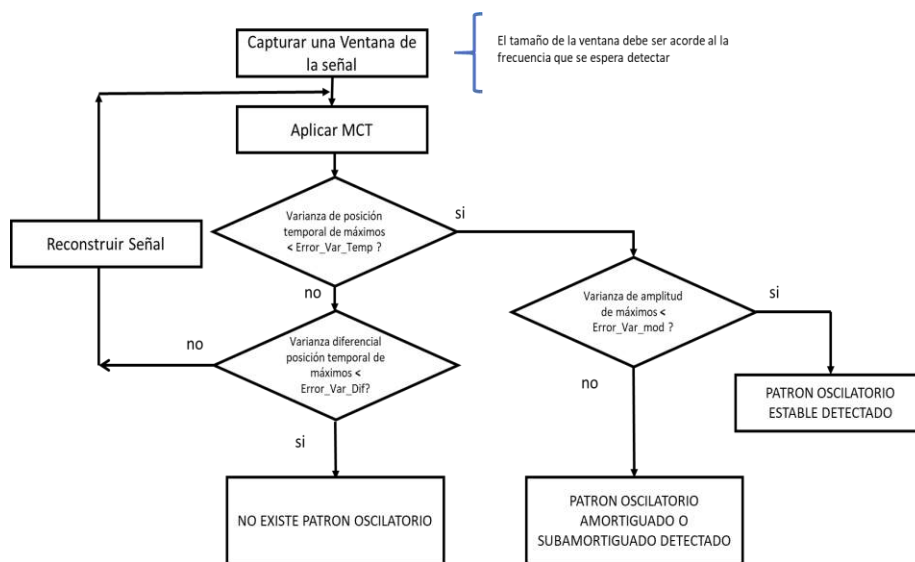 Capturar una Ventana de
la señal
El tamaño de la ventana debe ser acorde al la
frecuencia que se espera detectar
Aplicar MCT
Varianza de posición
temporal de máximos
< Error_Var_Temp ?
si
Reconstruir Señal
no
Varianza de amplitud
de máximos <
Error_Var_mod ?
si
no
Varianza diferencial
posición temporal de
máximos <
Error_Var_Dif?
no
si
PATRON OSCILATORIO
ESTABLE DETECTADO
NO EXISTE PATRON OSCILATORIO
PATRON OSCILATORIO
AMORTIGUADO O
SUBAMORTIGUADO DETECTADO